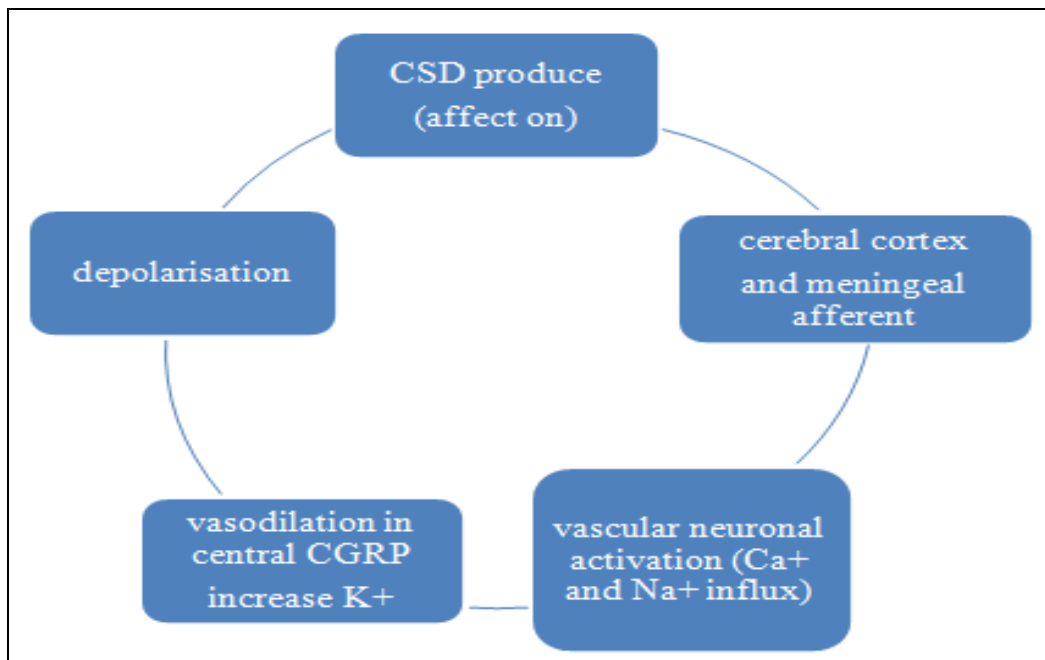 CSD produce
(affect on)
cerebral cortex
and meningeal
afferent
vascular neuronal
activation (Ca+
and Na+ influx)
vasodilation in
central CGRP
increase K+
depolarisation